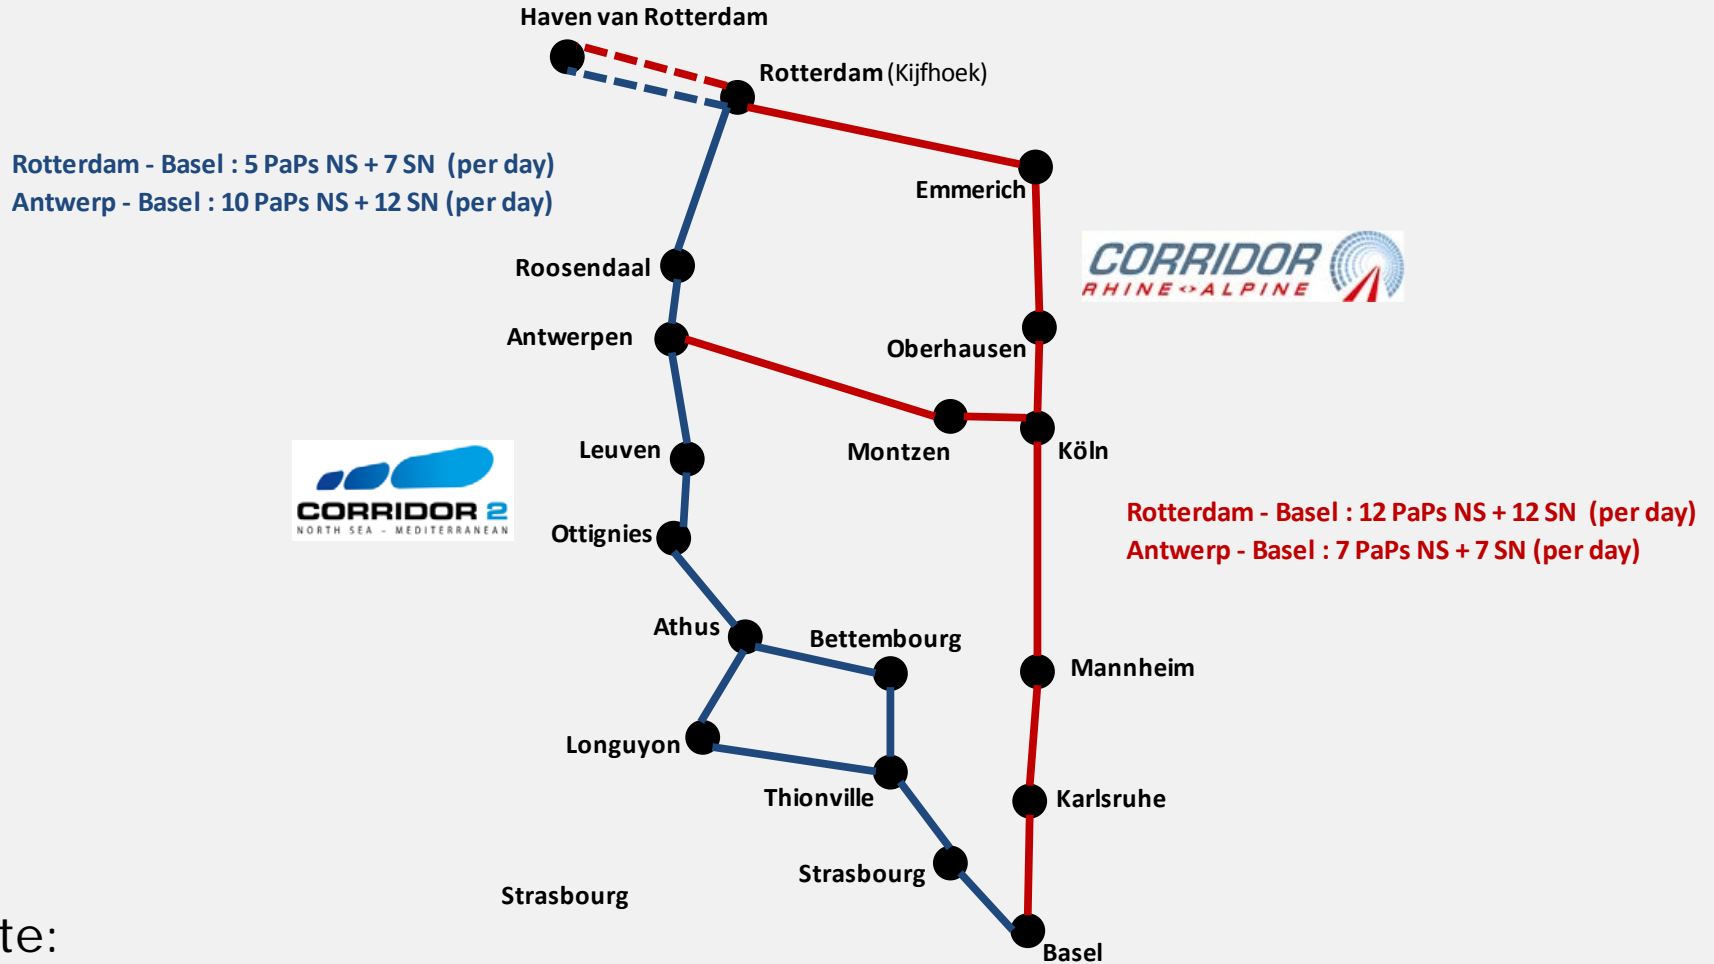 Haven van Rotterdam
Rotterdam (Kijfhoek)
Rotterdam - Basel : 5 PaPs NS + 7 SN (per day)
Antwerp - Basel : 10 PaPs NS + 12 SN (per day)
Emmerich
CORRIDOR
RHINE<>ALPINE
Roosendaal
Antwerpen
Oberhausen
Leuven
Montzen
Köln
CORRIDOR 2
NORTH SEA - MEDITERRANEAN
Ottignies
Rotterdam - Basel : 12 PaPs NS + 12 SN (per day)
Antwerp - Basel : 7 PaPs NS + 7 SN (per day)
Athus
Bettembourg
Mannheim
Longuyon
Thionville
Karlsruhe
Strasbourg
Strasbourg
te:
Basel